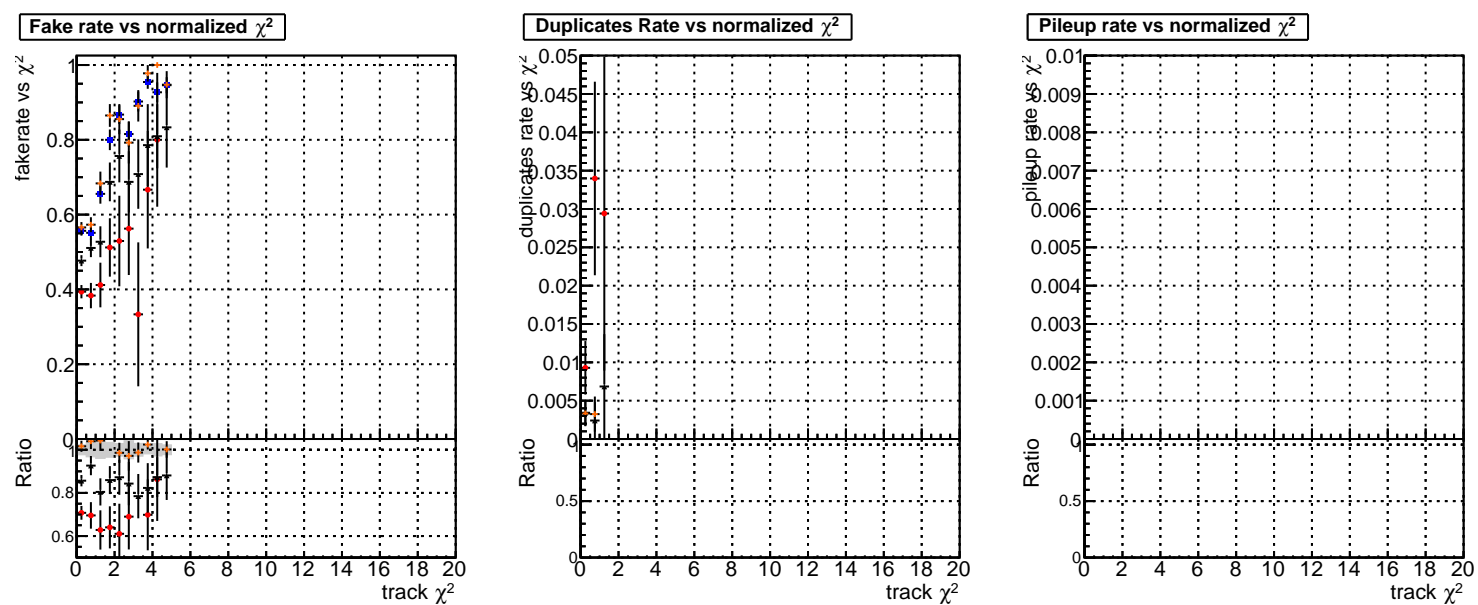 Fake rate vs normalized χ²
fakerate vs χ²
1
0.8
0.6
0.4
0.2
0
Ratio
1
0.8
0.6
0 2 4 6 8 10 12 14 16 18 20
track χ²
Duplicates Rate vs normalized χ²
duplicates rate vs χ²
0.05
0.045
0.04
0.035
0.03
0.025
0.02
0.015
0.01
0.005
0
Ratio
1
0.5
0
0 2 4 6 8 10 12 14 16 18 20
track χ²
Pileup rate vs normalized χ²
pileup rate vs χ²
0.01
0.009
0.008
0.007
0.006
0.005
0.004
0.003
0.002
0.001
0
Ratio
1
0.5
0
0 2 4 6 8 10 12 14 16 18 20
track χ²